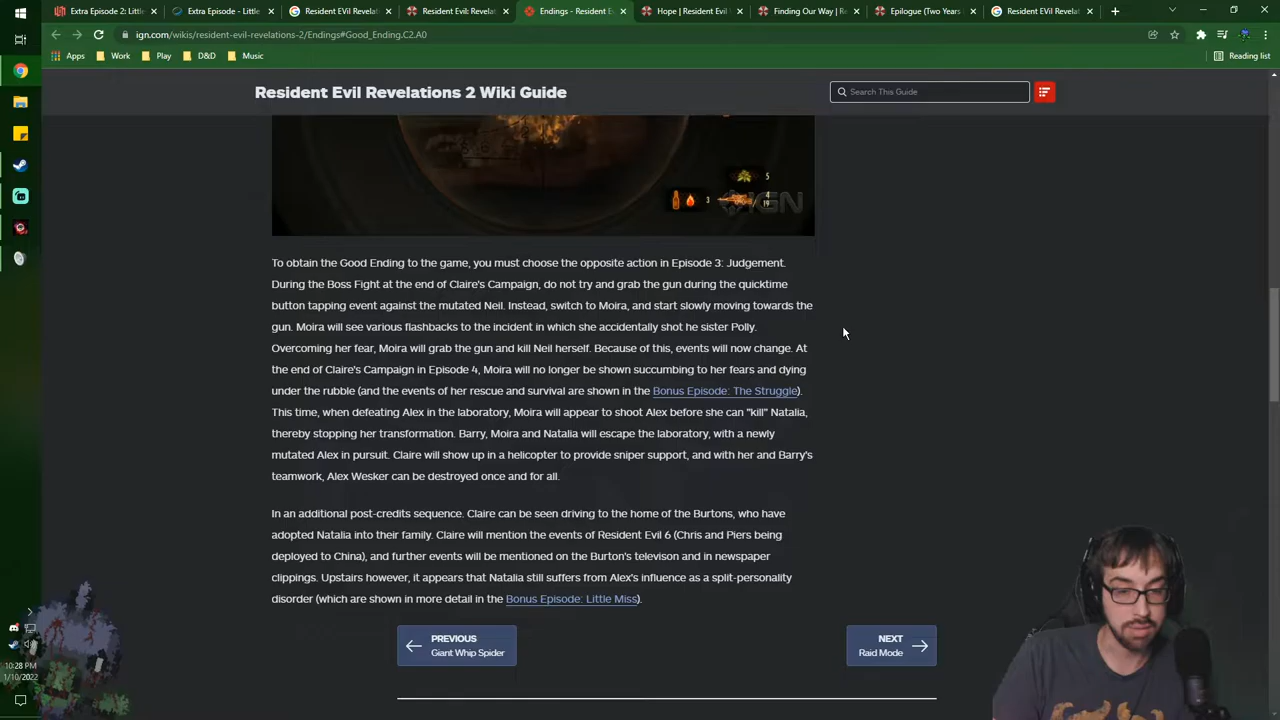 Extra Episode 2: Little
Extra Episode - Little
Resident EVil Revelat
Resident Evil: Revelat
Endings - Resident E
Hope | Resident Evil
Finding Our Way | R
Epilogue (Two Years
Resident EVil Revelat
ign.com/wikis/resident-evil-revelations-2/Endings#Good_Ending.C2.A0
Apps Work Play D&D Music Reading list
Resident Evil Revelations 2 Wiki Guide
Search This Guide
5
3 4
19
IGN
To obtain the Good Ending to the game, you must choose the opposite action in Episode 3: Judgement.
During the Boss Fight at the end of Claire's Campaign, do not try and grab the gun during the quicktime
button tapping event against the mutated Neil. Instead, switch to Moira, and start slowly moving towards the
gun. Moira will see various flashbacks to the incident in which she accidentally shot he sister Polly.
Overcoming her fear, Moira will grab the gun and kill Neil herself. Because of this, events will now change. At
the end of Claire's Campaign in Episode 4, Moira will no longer be shown succumbing to her fears and dying
under the rubble (and the events of her rescue and survival are shown in the Bonus Episode: The Struggle).
This time, when defeating Alex in the laboratory, Moira will appear to shoot Alex before she can "kill" Natalia,
thereby stopping her transformation. Barry, Moira and Natalia will escape the laboratory, with a newly
mutated Alex in pursuit. Claire will show up in a helicopter to provide sniper support, and with her and Barry's
teamwork, Alex Wesker can be destroyed once and for all.
In an additional post-credits sequence. Claire can be seen driving to the home of the Burtons, who have
adopted Natalia into their family. Claire will mention the events of Resident Evil 6 (Chris and Piers being
deployed to China), and further events will be mentioned on the Burton's televison and in newspaper
clippings. Upstairs however, it appears that Natalia still suffers from Alex's influence as a split-personality
disorder (which are shown in more detail in the Bonus Episode: Little Miss).
PREVIOUS
Giant Whip Spider
NEXT
Raid Mode
10:28 PM
1/10/2022